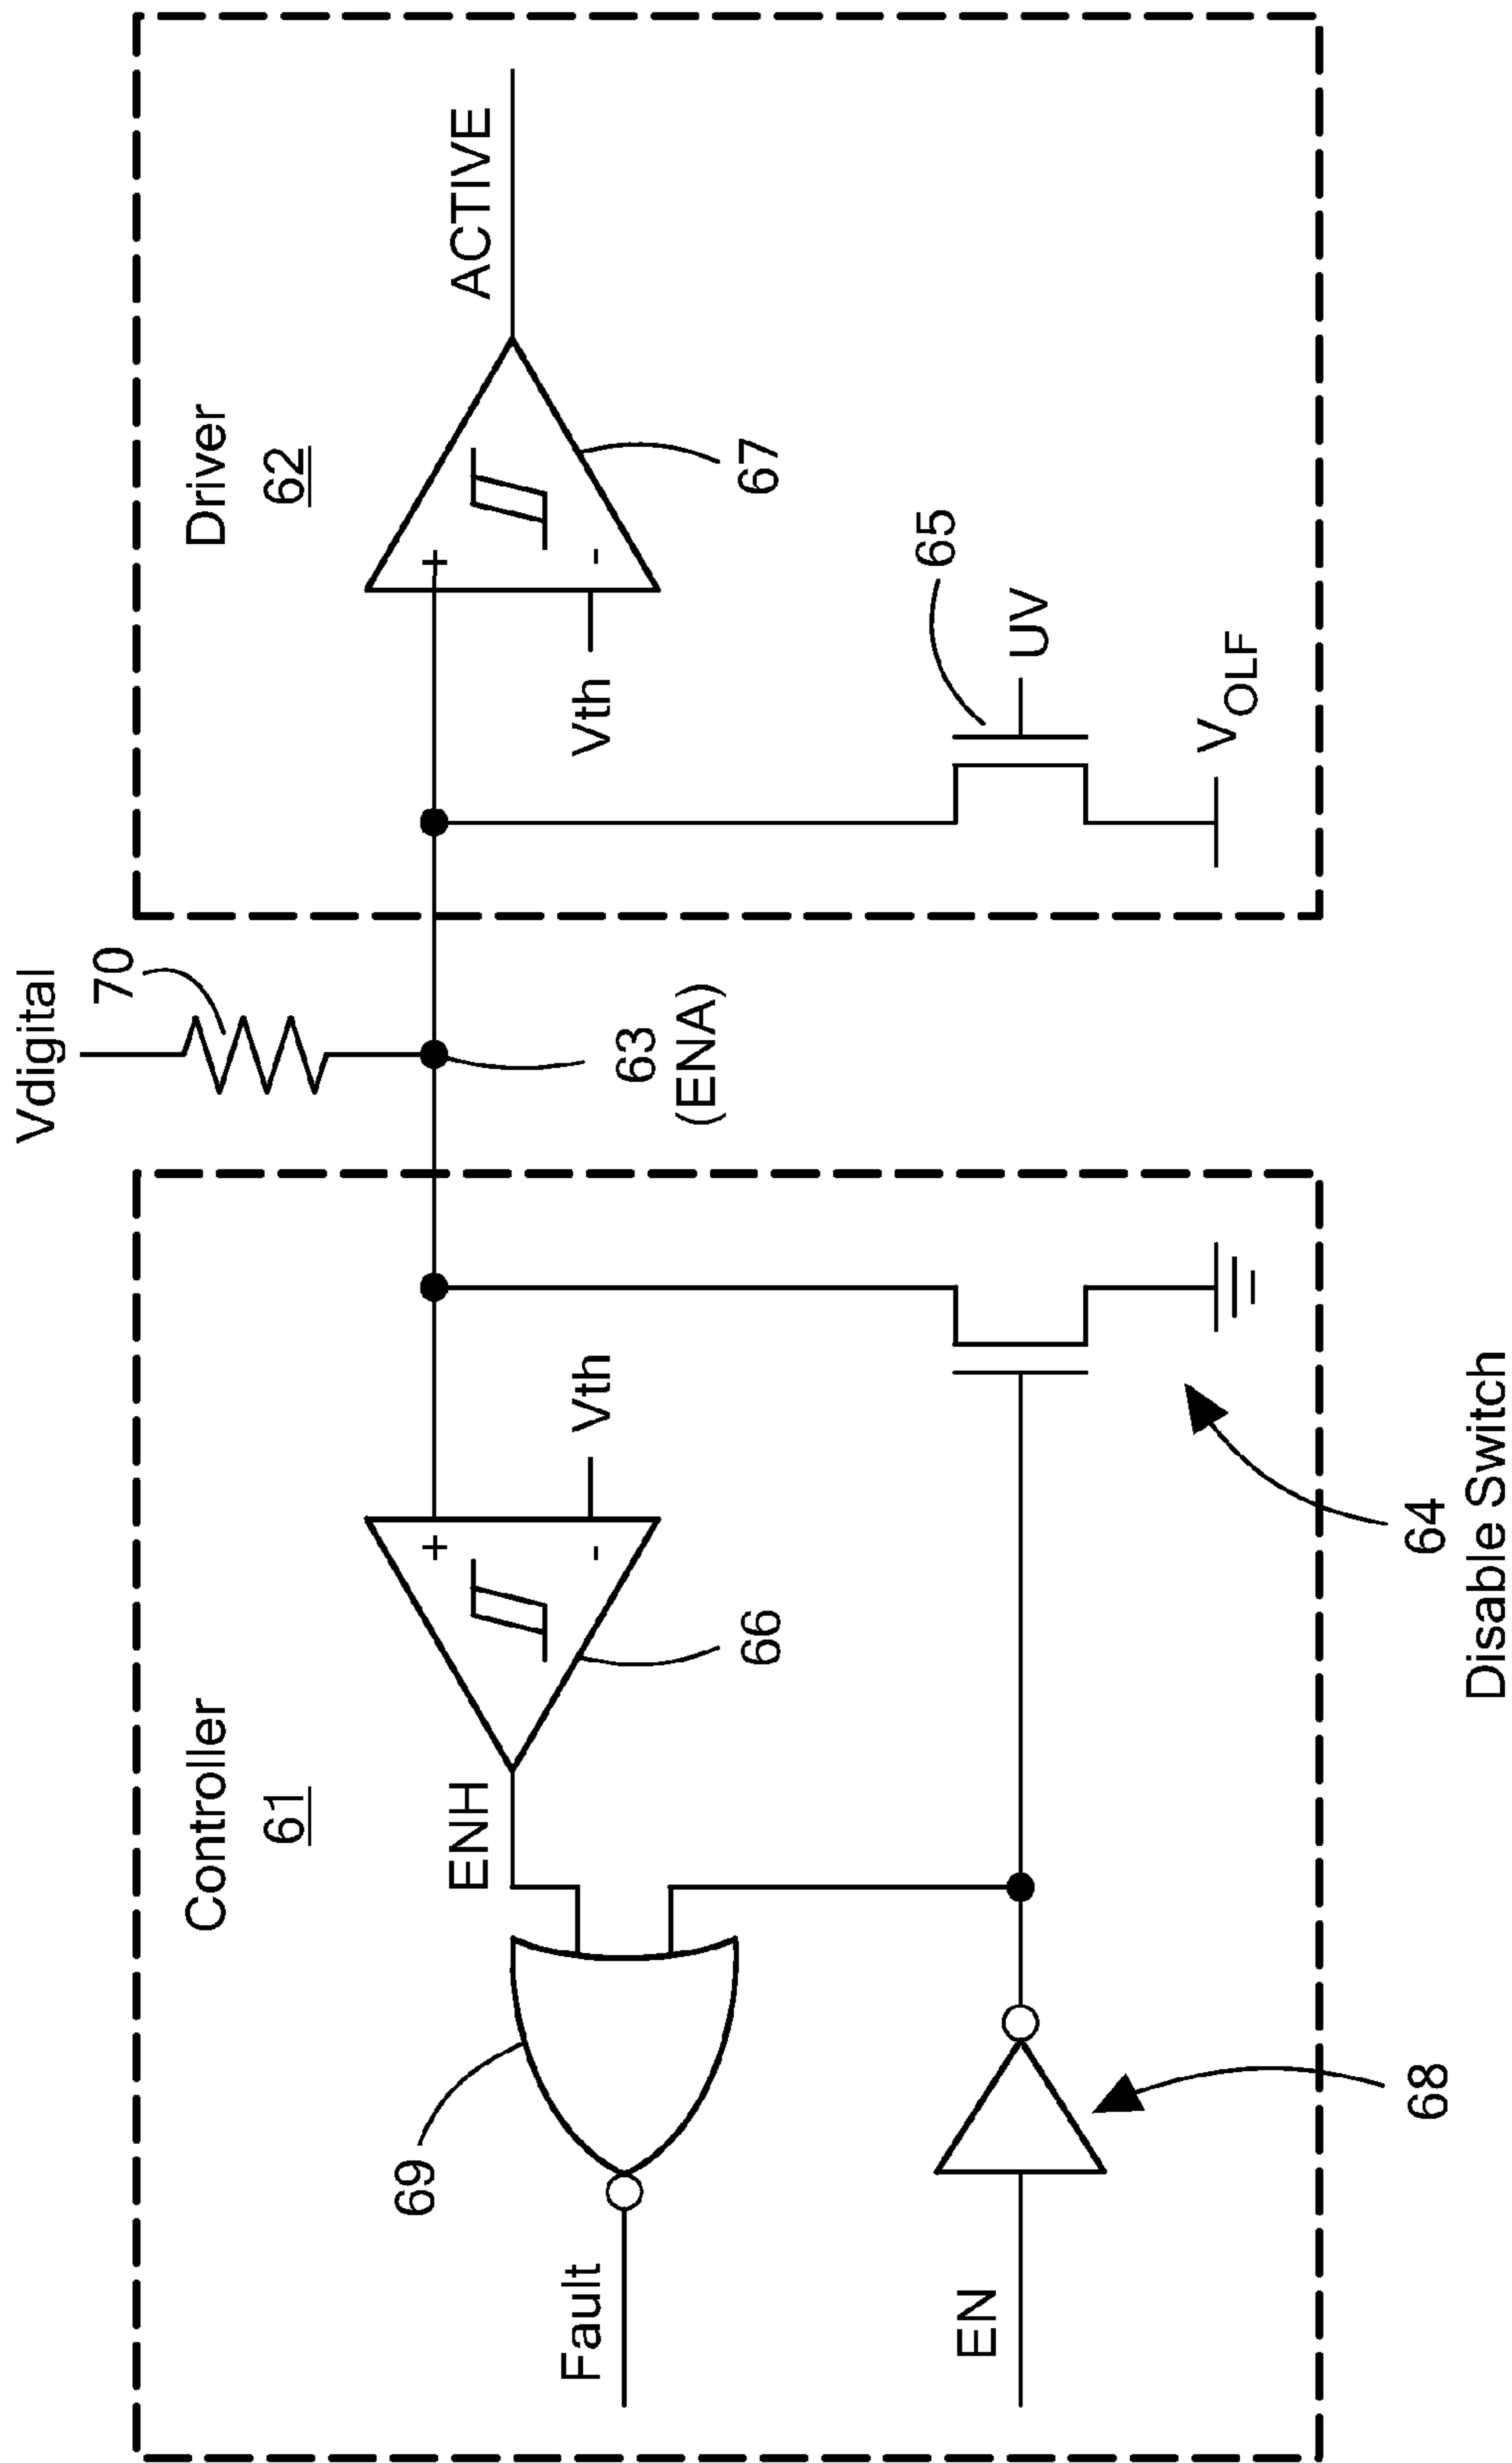 Vdigital
70
Controller
61
Driver
62
ENH
+
-
Vth
66
69
Fault
EN
68
64
Disable Switch
63
(ENA)
+
-
Vth
67
ACTIVE
65
UV
VOLF